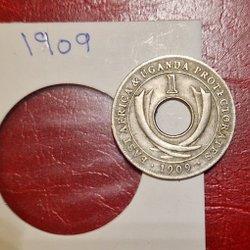 1909
EAST AFRICA & UGANDA PROTECTORATES
1
• 1909 •